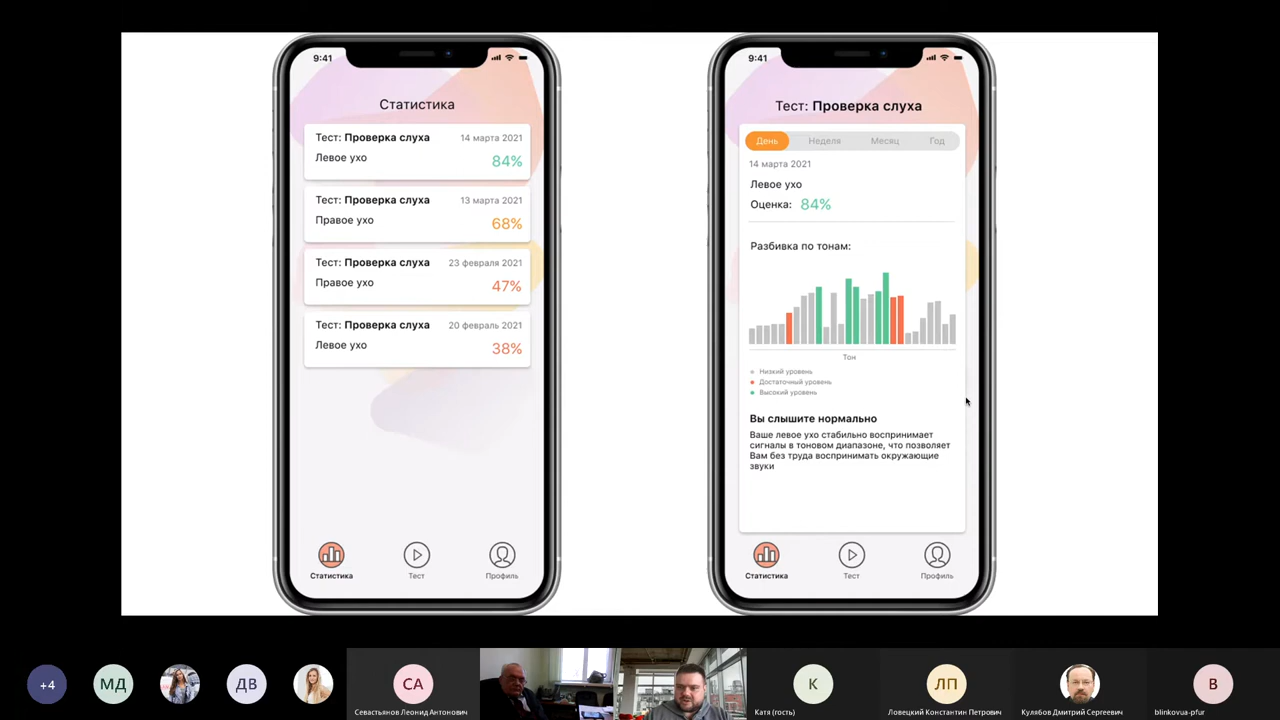 9:41
Статистика
Тест: Проверка слуха 14 марта 2021
Левое ухо 84%
Тест: Проверка слуха 13 марта 2021
Правое ухо 68%
Тест: Проверка слуха 23 февраля 2021
Правое ухо 47%
Тест: Проверка слуха 20 февраль 2021
Левое ухо 38%
Статистика Тест Профиль
9:41
Тест: Проверка слуха
День Неделя Месяц Год
14 марта 2021
Левое ухо
Оценка: 84%
Разбивка по тонам:
Тон
Низкий уровень
Достаточный уровень
Высокий уровень
Вы слышите нормально
Ваше левое ухо стабильно воспринимает
сигналы в тоновом диапазоне, что позволяет
Вам без труда воспринимать окружающие
звуки
Статистика Тест Профиль
+4 МД ДВ СА К ЛП В
Севастьянов Леонид Антонович Катя (гость) Ловецкий Константин Петрович Кулябов Дмитрий Сергеевич blinkovua-pfur